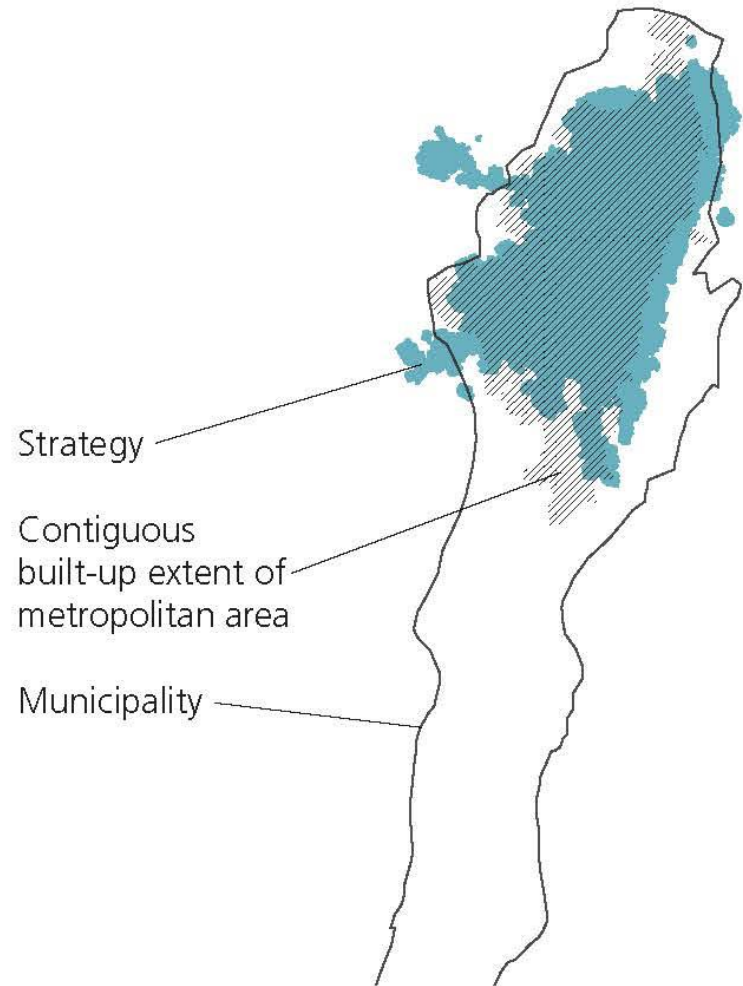 Strategy
Contiguous
built-up extent of
metropolitan area
Municipality